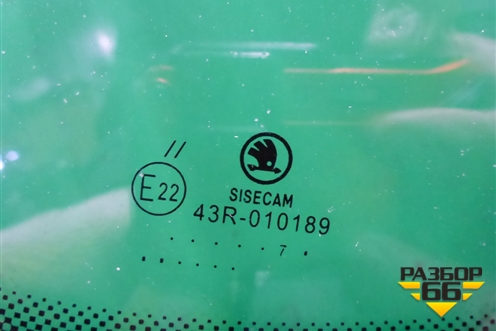 //
E22
SISECAM
43R-010189
. . . . . . 7 .
.. . . . . .
РАЗБОР
66